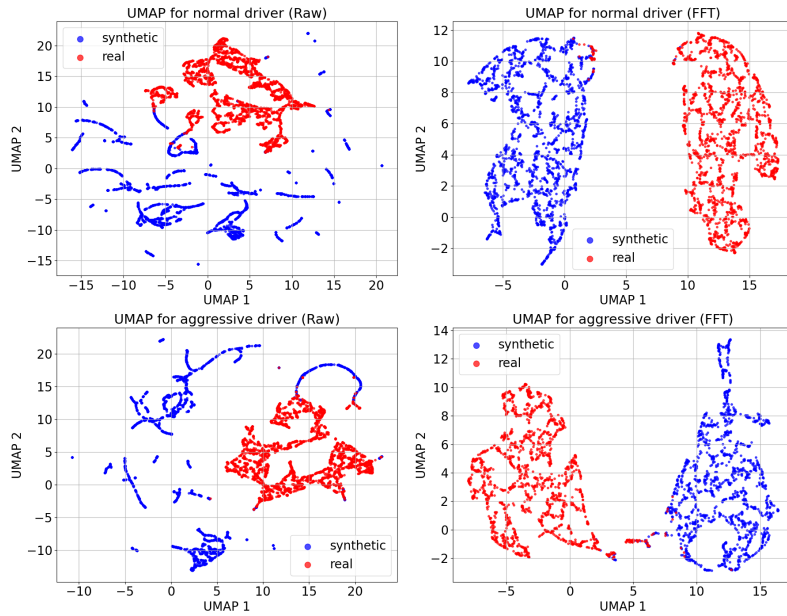 UMAP for normal driver (Raw)
synthetic
real
20
15
10
5
0
−5
−10
−15
UMAP 2
−15
−10
−5
0
5
10
15
20
UMAP 1
UMAP for normal driver (FFT)
12
10
8
6
4
2
0
−2
UMAP 2
synthetic
real
−5
0
5
10
15
UMAP 1
UMAP for aggressive driver (Raw)
20
15
10
5
0
−5
−10
UMAP 2
synthetic
real
−10
−5
0
5
10
15
20
UMAP 1
UMAP for aggressive driver (FFT)
synthetic
real
14
12
10
8
6
4
2
0
−2
UMAP 2
−5
0
5
10
15
UMAP 1